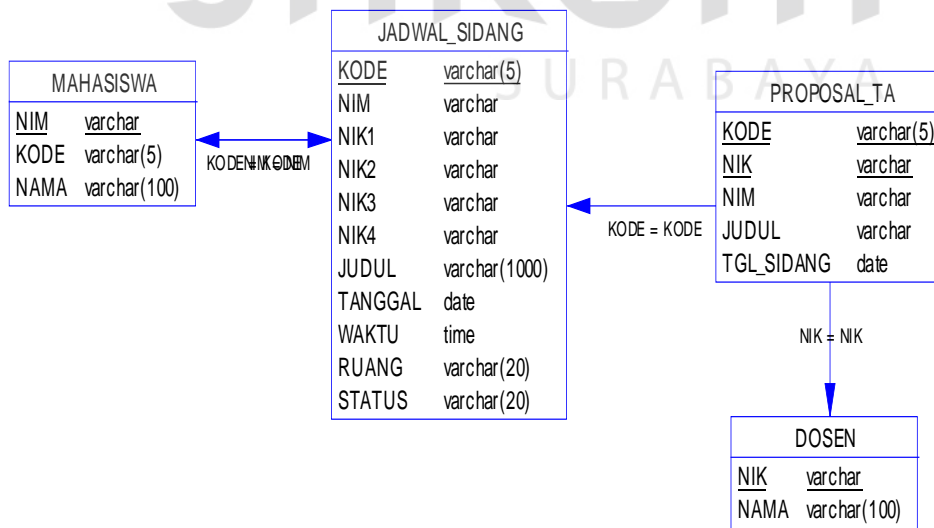 SURABAYA
JADWAL_SIDANG
KODE varchar(5)
NIM varchar
NIK1 varchar
NIK2 varchar
NIK3 varchar
NIK4 varchar
JUDUL varchar(1000)
TANGGAL date
WAKTU time
RUANG varchar(20)
STATUS varchar(20)
MAHASISWA
NIM varchar
KODE varchar(5)
NAMA varchar(100)
PROPOSAL_TA
KODE varchar(5)
NIK varchar
NIM varchar
JUDUL varchar
TGL_SIDANG date
KODE = KODE
NIK = NIK
DOSEN
NIK varchar
NAMA varchar(100)